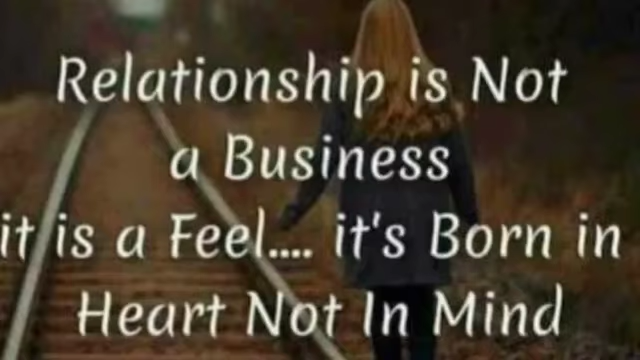 Relationship is Not
a Business
it is a Feel.... it's Born in
Heart Not In Mind